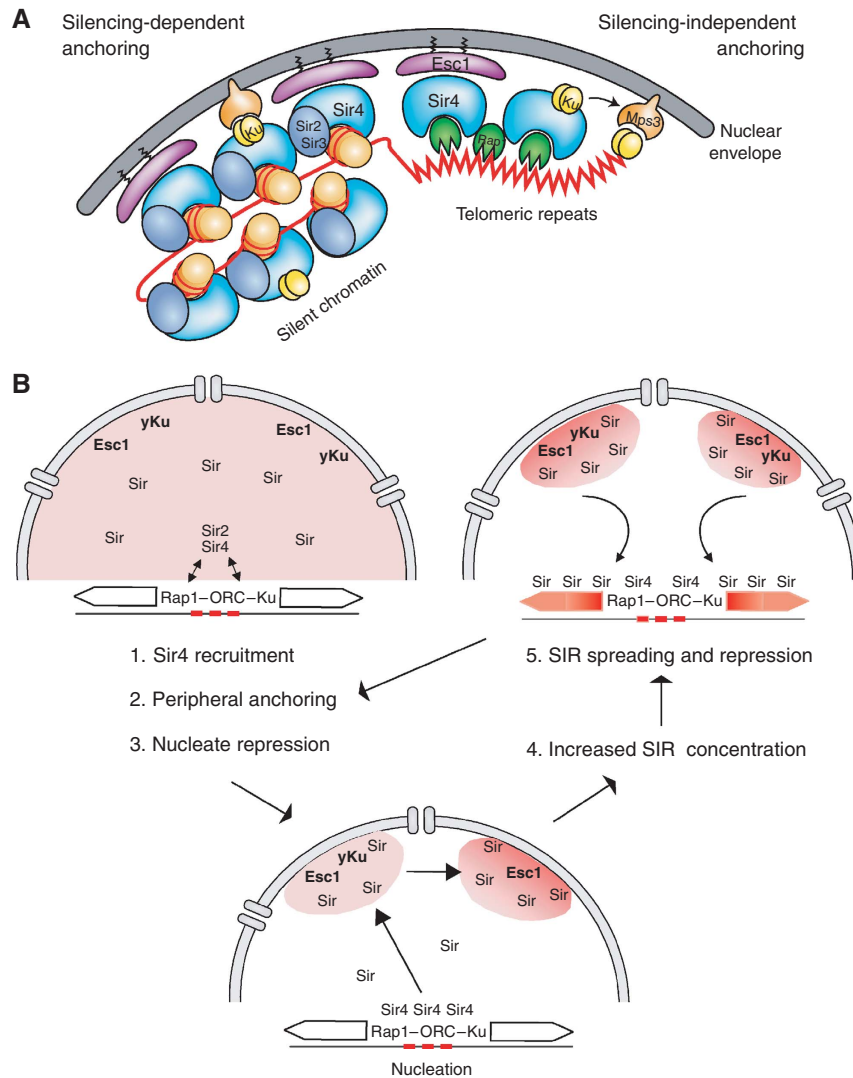 A
Silencing-dependent
anchoring
Silencing-independent
anchoring
Esc1
Sir4
Sir4
Ku
Mps3
Ku
Sir2
Sir3
Rap
Nuclear
envelope
Telomeric repeats
Silent chromatin
B
yKu
Esc1
Esc1
yKu
Sir
Sir
Sir
Sir
Sir
Sir2
Sir4
Rap1–ORC–Ku
Sir
yKu
Esc1
Sir
Sir
Sir
Sir
Esc1
yKu
Sir
Sir
Sir
Sir Sir Sir Sir4 Sir4 Sir Sir Sir
Rap1–ORC–Ku
1. Sir4 recruitment
2. Peripheral anchoring
3. Nucleate repression
5. SIR spreading and repression
4. Increased SIR concentration
Sir
yKu
Esc1
Sir
Sir
Sir
Sir
Esc1
Sir
Sir
Sir
Sir
Sir
Sir4 Sir4 Sir4
Rap1–ORC–Ku
Nucleation